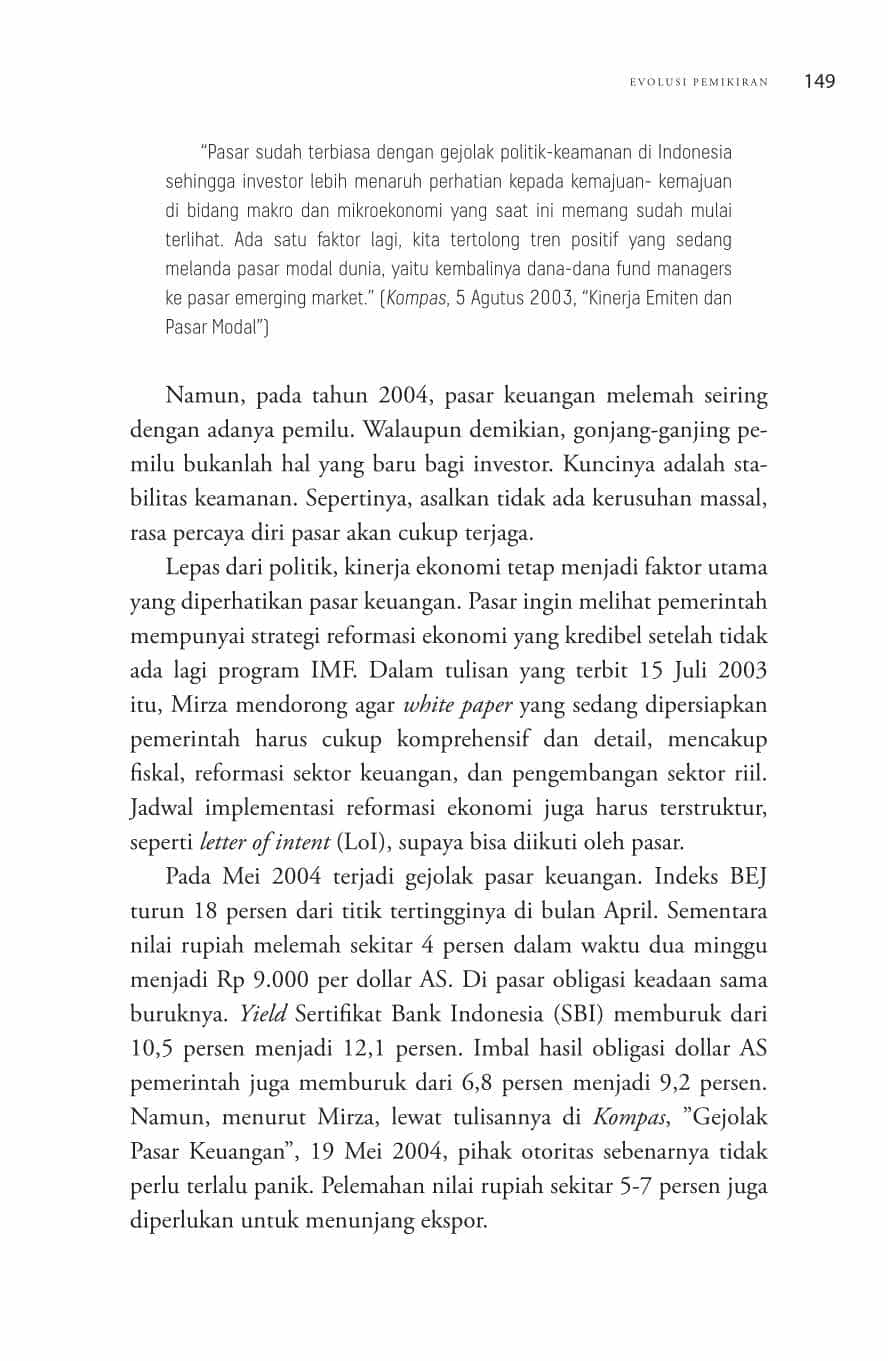 EVOLUSI PEMIKIRAN 149
“Pasar sudah terbiasa dengan gejolak politik-keamanan di Indonesia
sehingga investor lebih menaruh perhatian kepada kemajuan- kemajuan
di bidang makro dan mikroekonomi yang saat ini memang sudah mulai
terlihat. Ada satu faktor lagi, kita tertolong tren positif yang sedang
melanda pasar modal dunia, yaitu kembalinya dana-dana fund managers
ke pasar emerging market.” (Kompas, 5 Agutus 2003, “Kinerja Emiten dan
Pasar Modal”)
Namun, pada tahun 2004, pasar keuangan melemah seiring
dengan adanya pemilu. Walaupun demikian, gonjang-ganjing pe-
milu bukanlah hal yang baru bagi investor. Kuncinya adalah sta-
bilitas keamanan. Sepertinya, asalkan tidak ada kerusuhan massal,
rasa percaya diri pasar akan cukup terjaga.
Lepas dari politik, kinerja ekonomi tetap menjadi faktor utama
yang diperhatikan pasar keuangan. Pasar ingin melihat pemerintah
mempunyai strategi reformasi ekonomi yang kredibel setelah tidak
ada lagi program IMF. Dalam tulisan yang terbit 15 Juli 2003
itu, Mirza mendorong agar white paper yang sedang dipersiapkan
pemerintah harus cukup komprehensif dan detail, mencakup
fiskal, reformasi sektor keuangan, dan pengembangan sektor riil.
Jadwal implementasi reformasi ekonomi juga harus terstruktur,
seperti letter of intent (LoI), supaya bisa diikuti oleh pasar.
Pada Mei 2004 terjadi gejolak pasar keuangan. Indeks BEJ
turun 18 persen dari titik tertingginya di bulan April. Sementara
nilai rupiah melemah sekitar 4 persen dalam waktu dua minggu
menjadi Rp 9.000 per dollar AS. Di pasar obligasi keadaan sama
buruknya. Yield Sertifikat Bank Indonesia (SBI) memburuk dari
10,5 persen menjadi 12,1 persen. Imbal hasil obligasi dollar AS
pemerintah juga memburuk dari 6,8 persen menjadi 9,2 persen.
Namun, menurut Mirza, lewat tulisannya di Kompas, ”Gejolak
Pasar Keuangan”, 19 Mei 2004, pihak otoritas sebenarnya tidak
perlu terlalu panik. Pelemahan nilai rupiah sekitar 5-7 persen juga
diperlukan untuk menunjang ekspor.